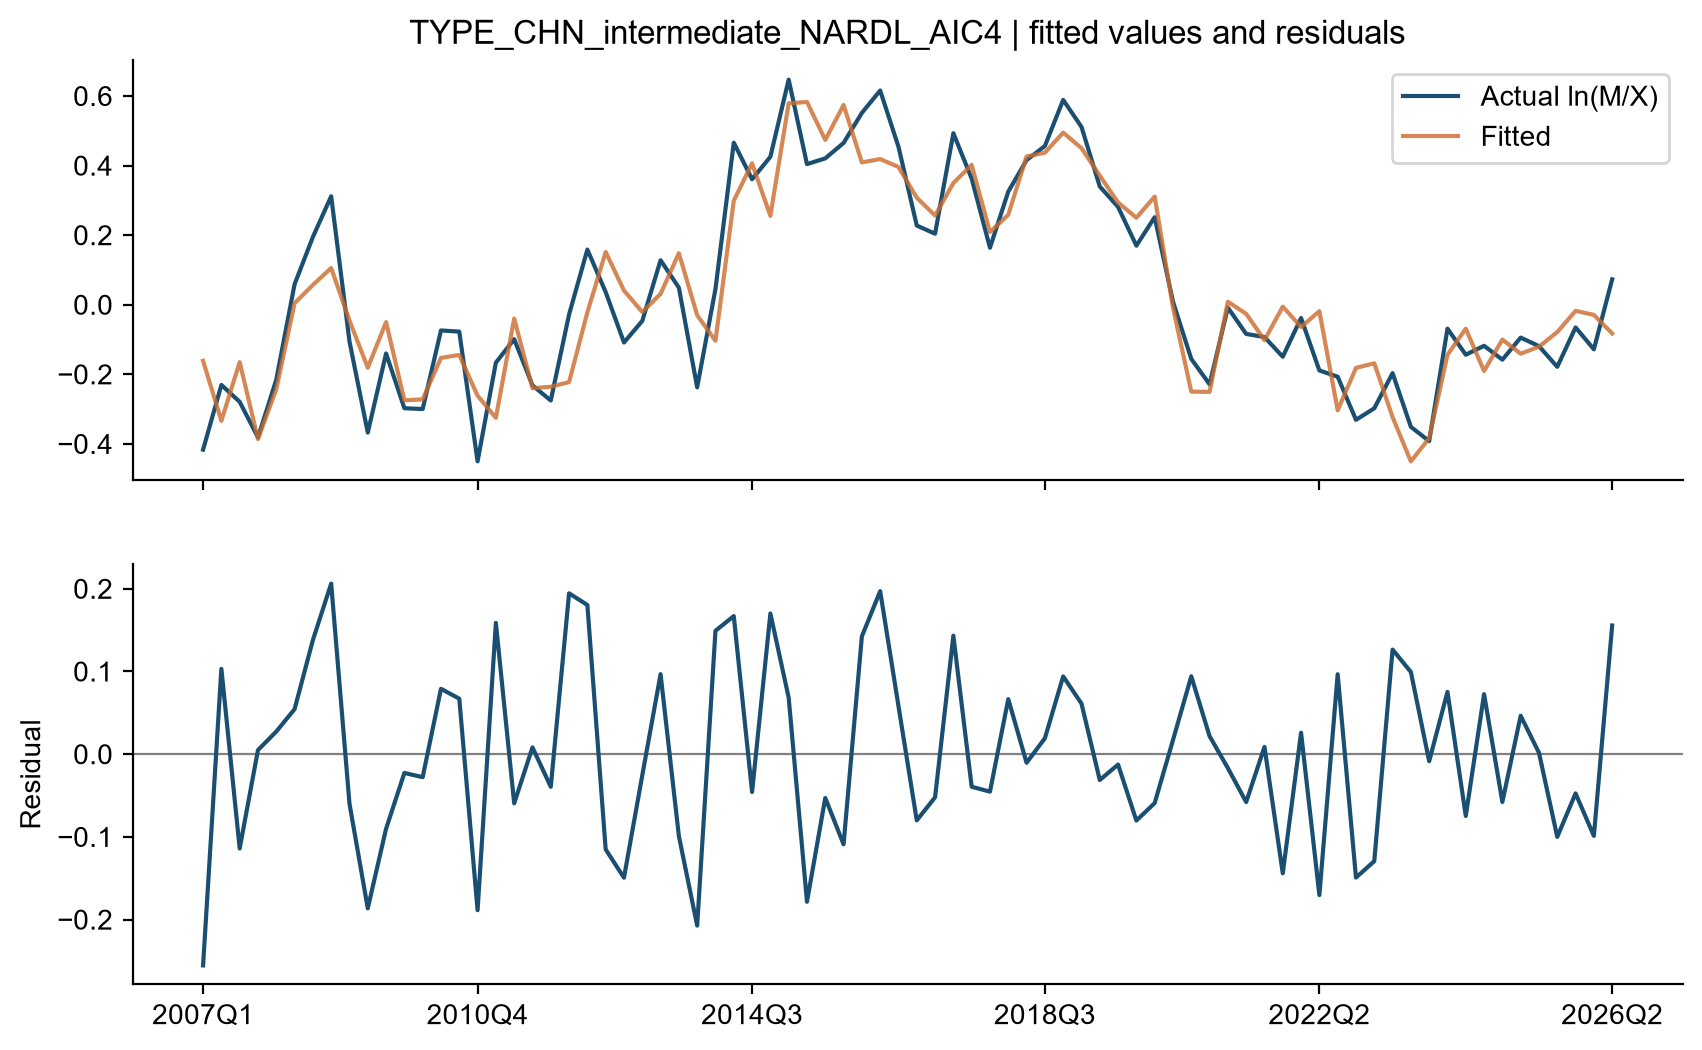 TYPE_CHN_intermediate_NARDL_AIC4 | fitted values and residuals
Actual ln(M/X)
Fitted
0.6
0.4
0.2
0.0
−0.2
−0.4
Residual
0.2
0.1
0.0
−0.1
−0.2
2007Q1 2010Q4 2014Q3 2018Q3 2022Q2 2026Q2